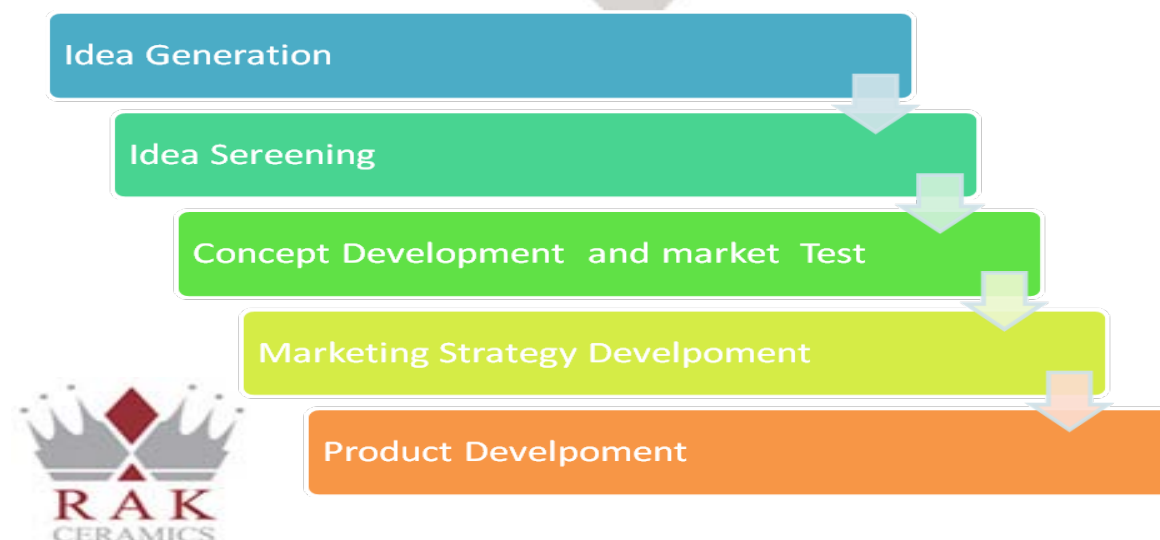 Idea Generation
Idea Sereening
Concept Development and market Test
Marketing Strategy Develpoment
Product Develpoment
RAK
CERAMICS